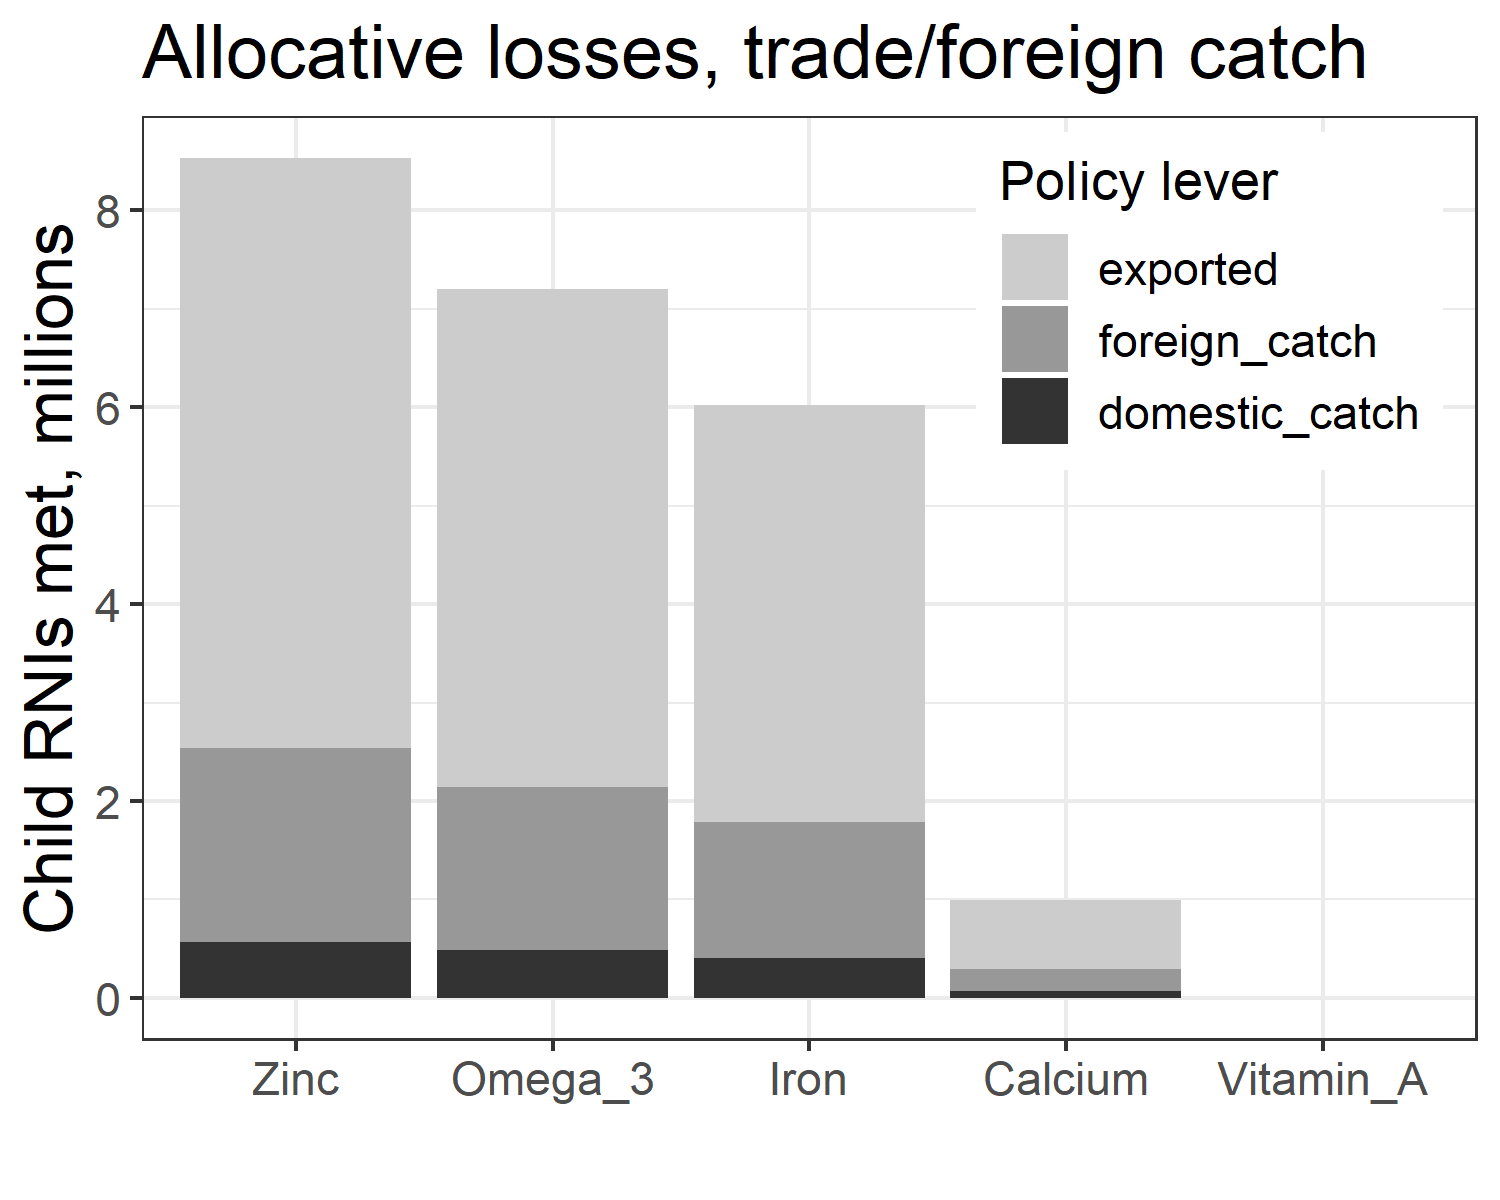 Allocative losses, trade/foreign catch
Child RNIs met, millions
8
6
4
2
0
Policy lever
exported
foreign_catch
domestic_catch
Zinc
Omega_3
Iron
Calcium
Vitamin_A